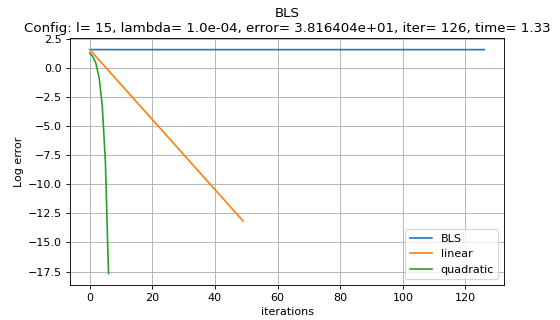 BLS
Config: l= 15, lambda= 1.0e-04, error= 3.816404e+01, iter= 126, time= 1.33
2.5
0.0
−2.5
−5.0
−7.5
−10.0
−12.5
−15.0
−17.5
Log error
BLS
linear
quadratic
0 20 40 60 80 100 120
iterations